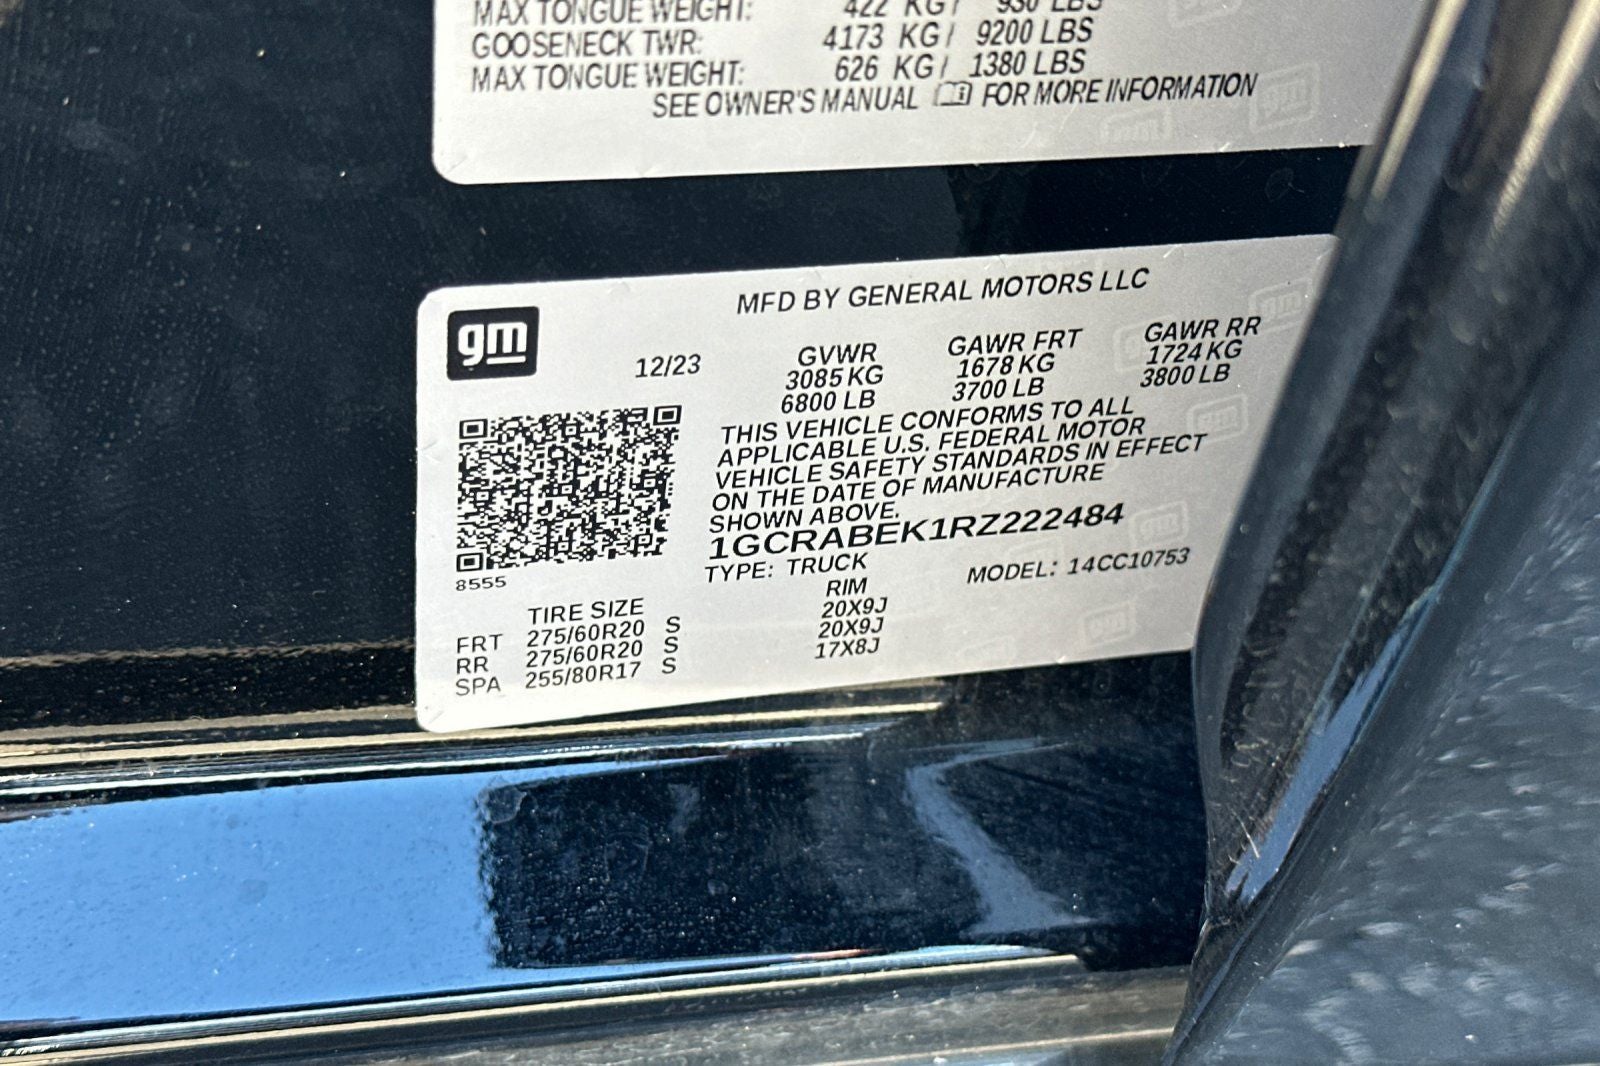 MAX TONGUE WEIGHT: 422 KG/ 930 LBS
GOOSENECK TWR: 4173 KG/ 9200 LBS
MAX TONGUE WEIGHT: 626 KG/ 1380 LBS
SEE OWNER'S MANUAL FOR MORE INFORMATION
gm
MFD BY GENERAL MOTORS LLC
12/23
GVWR GAWR FRT GAWR RR
3085 KG 1678 KG 1724 KG
6800 LB 3700 LB 3800 LB
THIS VEHICLE CONFORMS TO ALL
APPLICABLE U.S. FEDERAL MOTOR
VEHICLE SAFETY STANDARDS IN EFFECT
ON THE DATE OF MANUFACTURE
SHOWN ABOVE.
1GCRABEK1RZ222484
TYPE: TRUCK MODEL: 14CC10753
8555
TIRE SIZE RIM
FRT 275/60R20 S 20X9J
RR 275/60R20 S 20X9J
SPA 255/80R17 S 17X8J